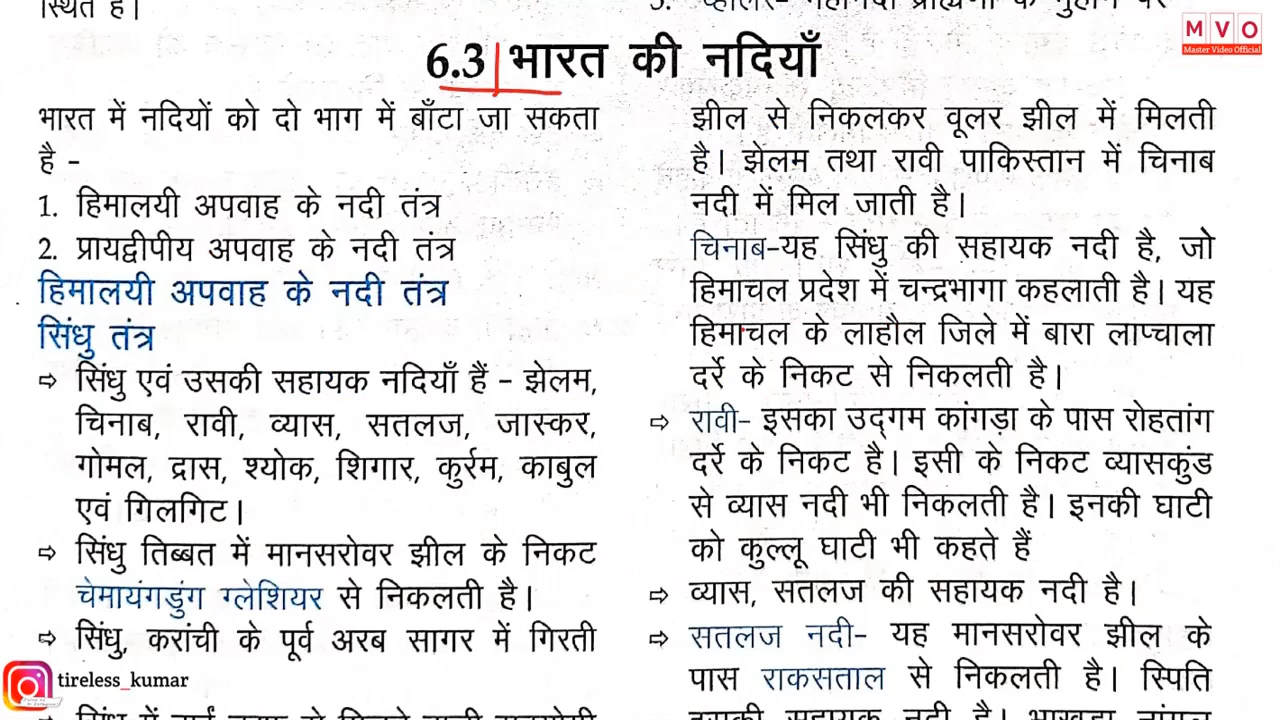 स्थित है।
M V O
Master Video Official
6.3 भारत की नदियाँ
भारत में नदियों को दो भाग में बाँटा जा सकता
है -
1. हिमालयी अपवाह के नदी तंत्र
2. प्रायद्वीपीय अपवाह के नदी तंत्र
हिमालयी अपवाह के नदी तंत्र
सिंधु तंत्र
⇨ सिंधु एवं उसकी सहायक नदियाँ हैं - झेलम,
चिनाब, रावी, व्यास, सतलज, जास्कर,
गोमल, द्रास, श्योक, शिगार, कुर्रम, काबुल
एवं गिलगिट।
⇨ सिंधु तिब्बत में मानसरोवर झील के निकट
चेमायंगडुंग ग्लेशियर से निकलती है।
⇨ सिंधु, करांची के पूर्व अरब सागर में गिरती
tireless_kumar
झील से निकलकर वूलर झील में मिलती
है। झेलम तथा रावी पाकिस्तान में चिनाब
नदी में मिल जाती है।
चिनाब-यह सिंधु की सहायक नदी है, जो
हिमाचल प्रदेश में चन्द्रभागा कहलाती है। यह
हिमाचल के लाहौल जिले में बारा लाप्चाला
दर्रे के निकट से निकलती है।
⇨ रावी- इसका उद्‌गम कांगड़ा के पास रोहतांग
दर्रे के निकट है। इसी के निकट व्यासकुंड
से व्यास नदी भी निकलती है। इनकी घाटी
को कुल्लू घाटी भी कहते हैं
⇨ व्यास, सतलज की सहायक नदी है।
⇨ सतलज नदी- यह मानसरोवर झील के
पास राकसताल से निकलती है। स्पिति